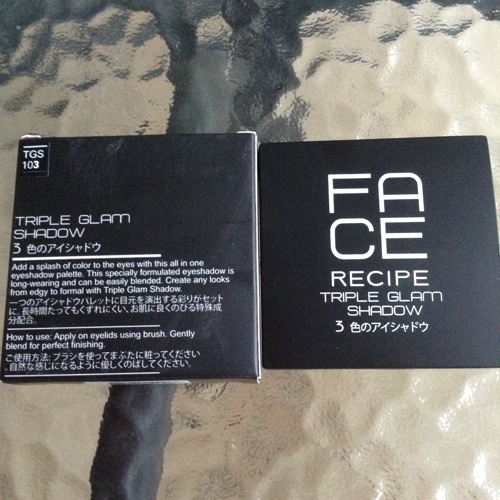 TGS
103
TRIPLE GLAM
SHADOW
3 色のアイシャドウ
Add a splash of color to the eyes with this all in one
eyeshadow palette. This specially formulated eyeshadow is
long-wearing and can be easily blended. Create any looks
from edgy to formal with Triple Glam Shadow.
一つのアイシャドウパレットに目元を演出する彩りがセット
に、長時間たってもくすれにくい、お肌に良くのひる特殊成
分配合。
How to use: Apply on eyelids using brush. Gently
blend for perfect finishing.
ご使用方法: ブラシを使ってまぶたに粧ってください
自然な感じになるように優しくのばしてください。
FA
CE
RECIPE
TRIPLE GLAM
SHADOW
3 色のアイシャドウ